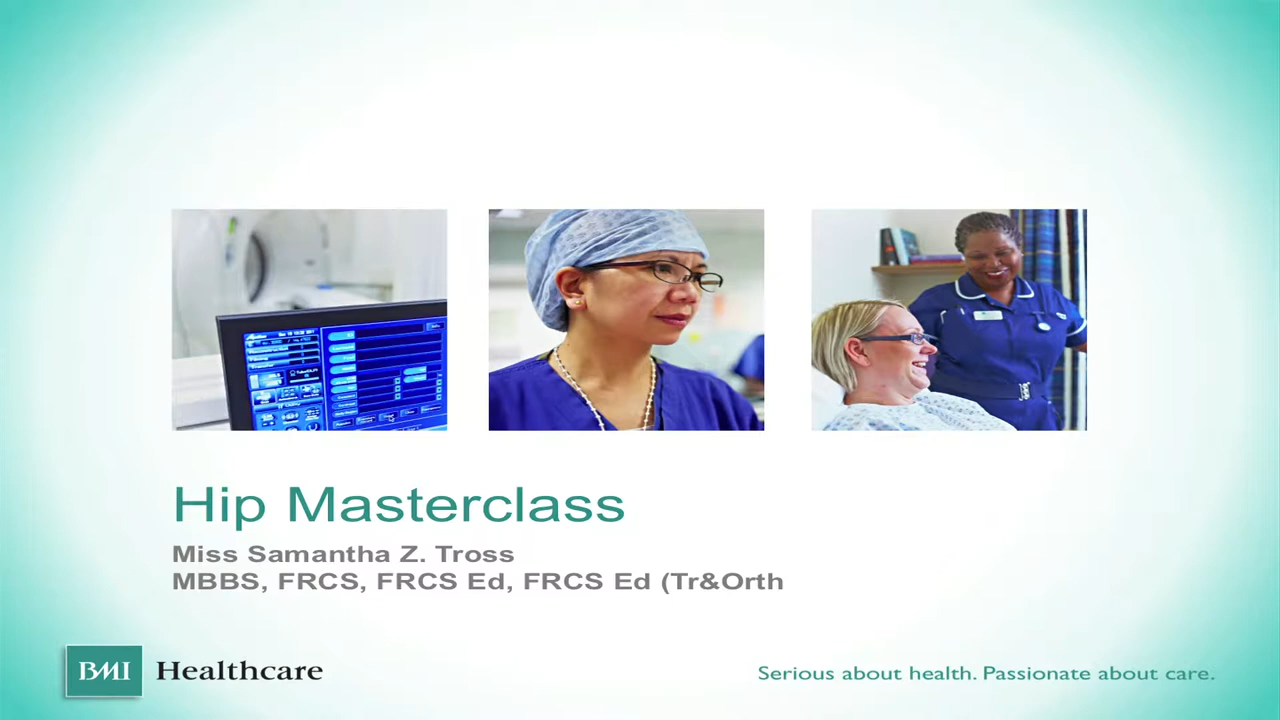 Hip Masterclass
Miss Samantha Z. Tross
MBBS, FRCS, FRCS Ed, FRCS Ed (Tr&Orth
BMI Healthcare
Serious about health. Passionate about care.